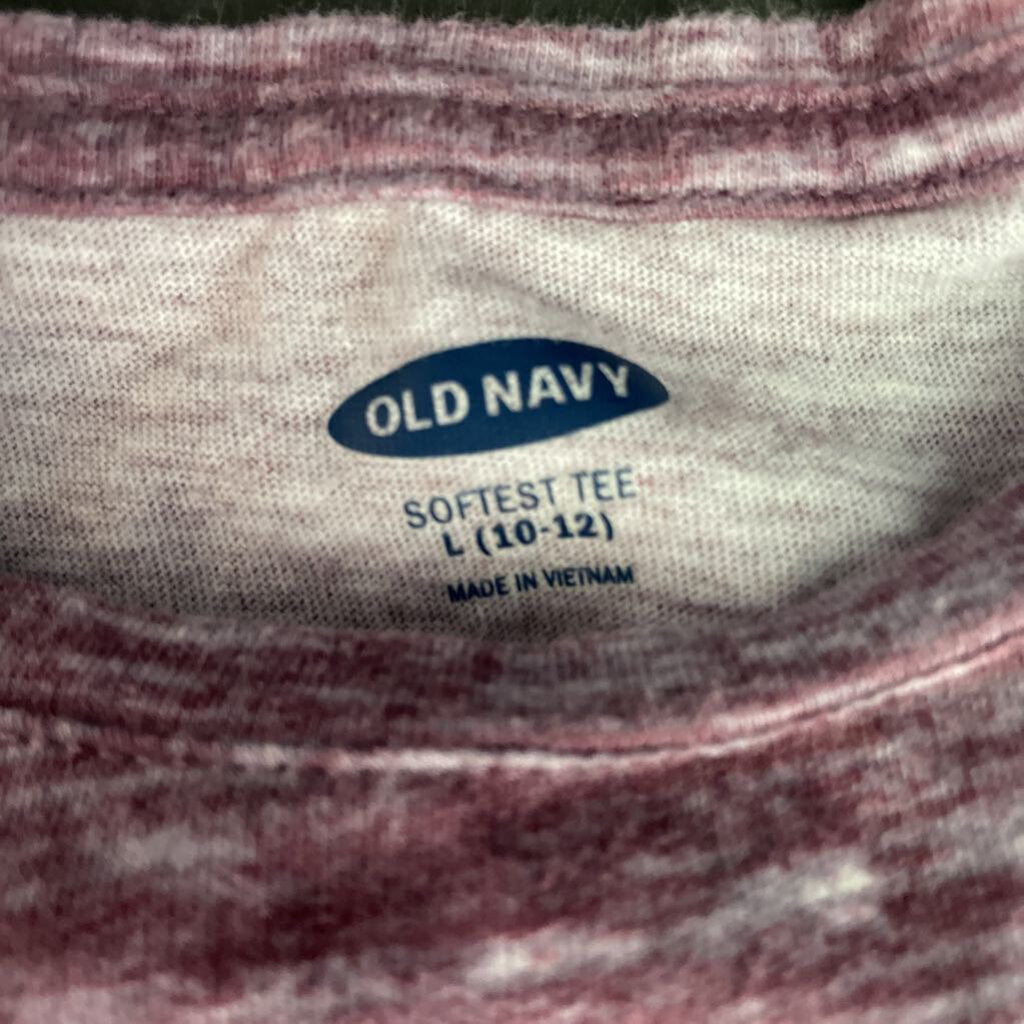 OLD NAVY
SOFTEST TEE
L (10-12)
MADE IN VIETNAM